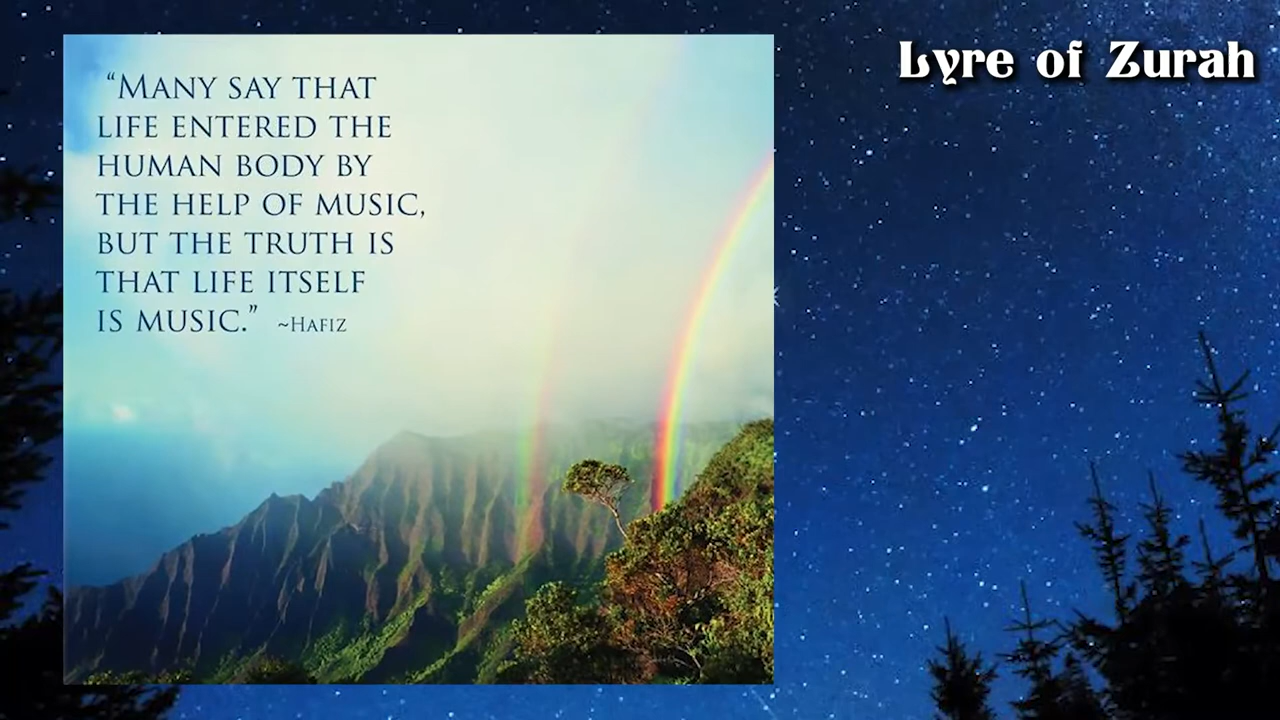 “Many say that
life entered the
human body by
the help of music,
but the truth is
that life itself
is music.” ~Hafiz
Lyre of Zurah